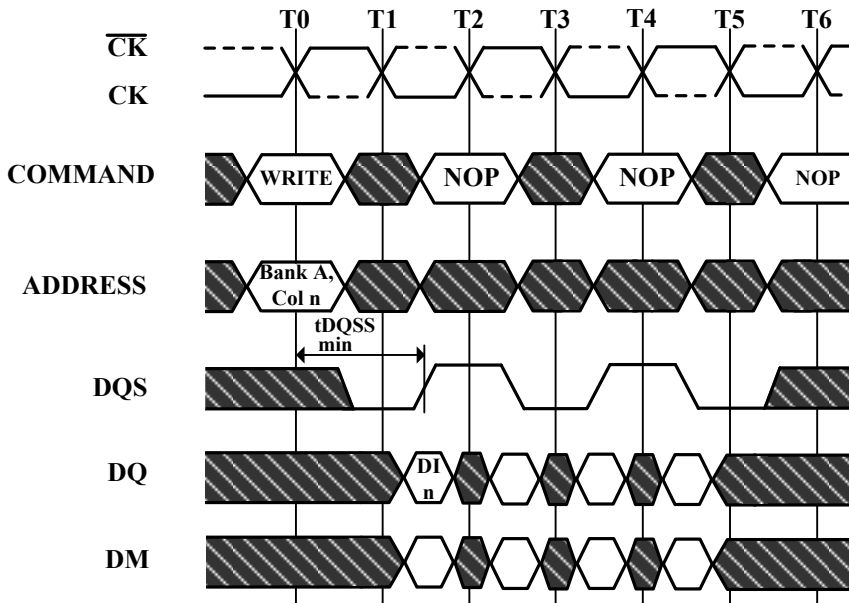 T0 T1 T2 T3 T4 T5 T6
CK
CK
COMMAND
WRITE NOP NOP NOP
ADDRESS
Bank A,
Col n
tDQSS
min
DQS
DQ
DI
n
DM